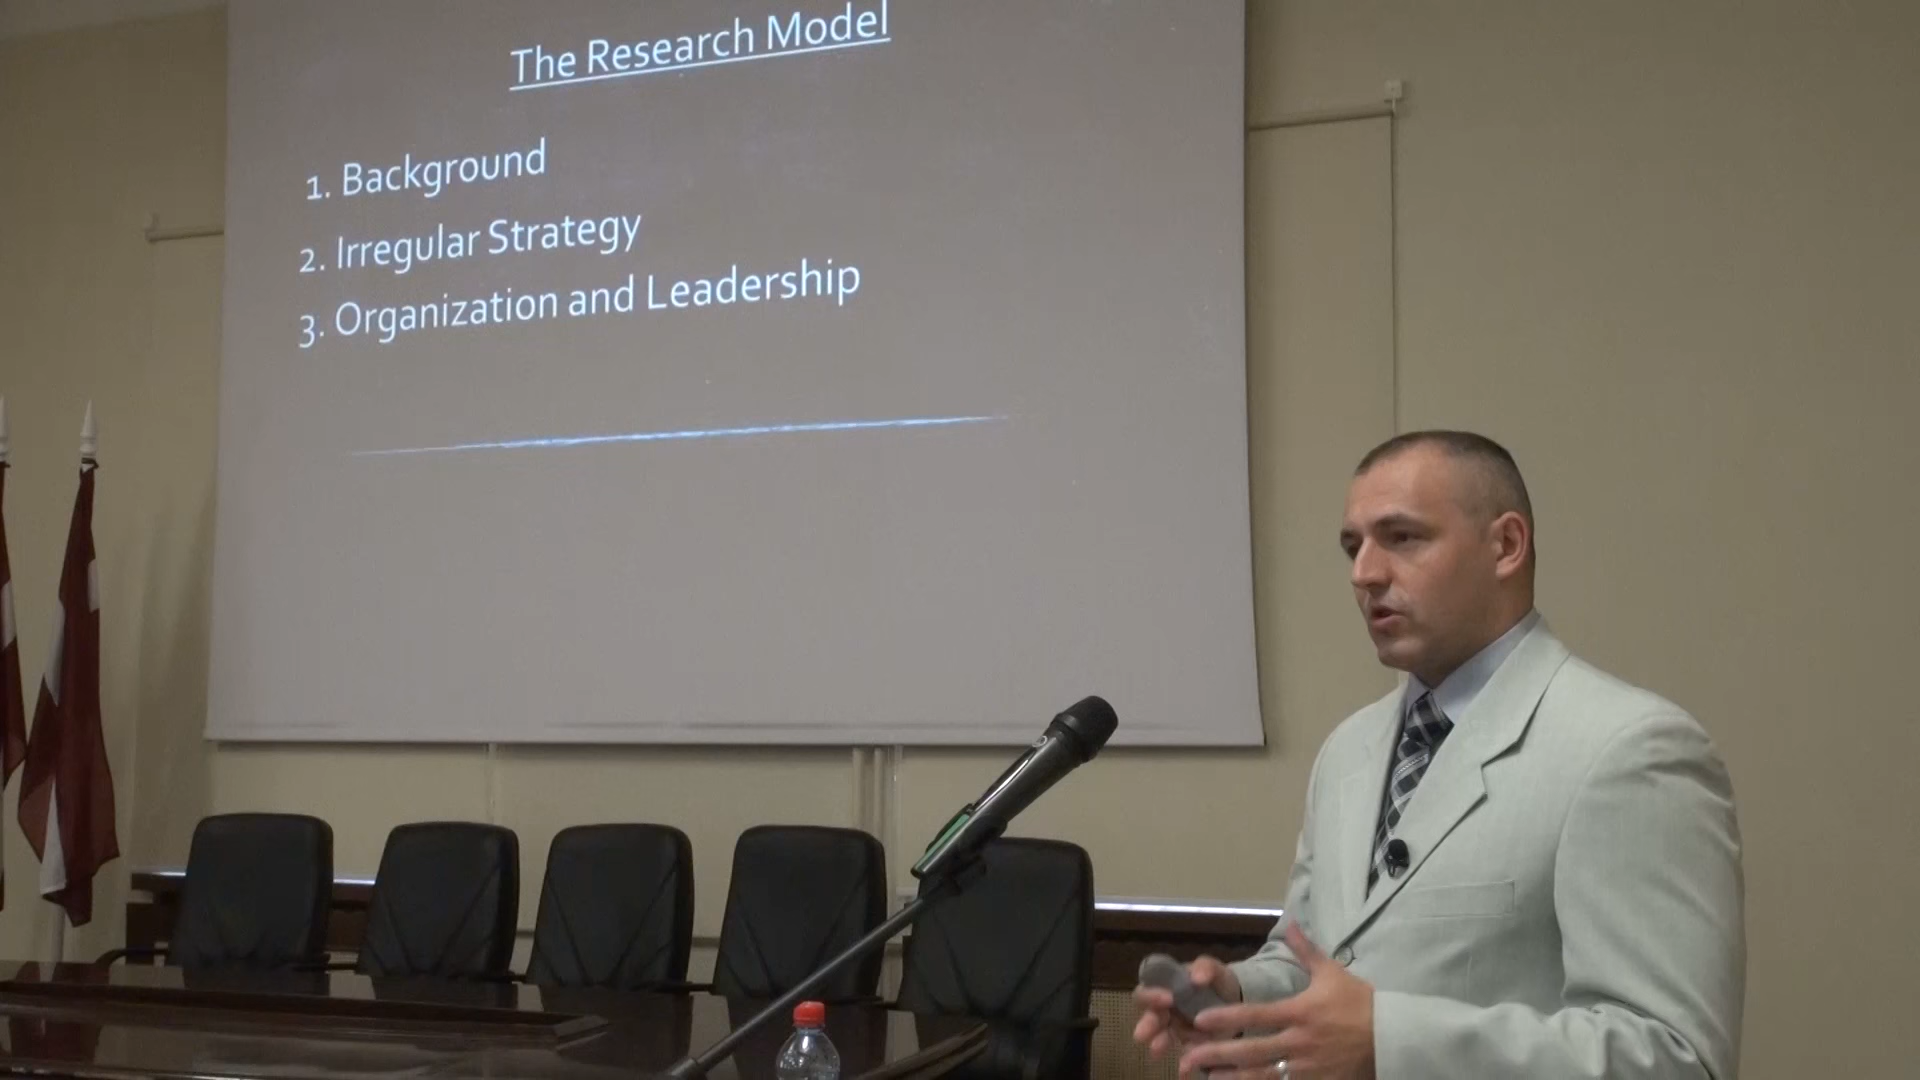 The Research Model
1. Background
2. Irregular Strategy
3. Organization and Leadership